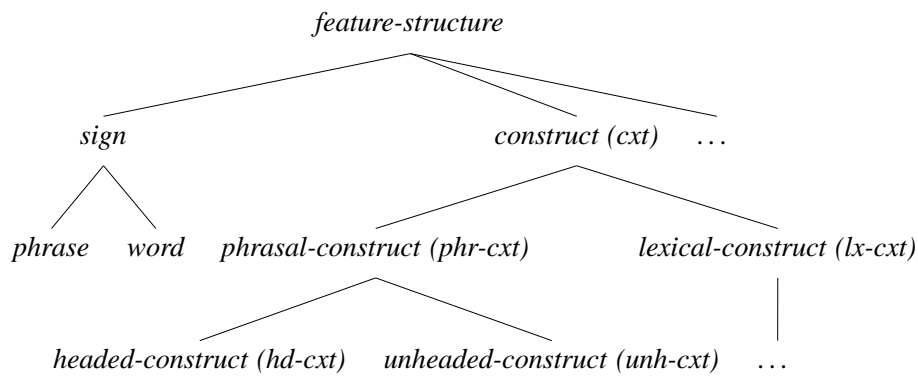 feature-structure
sign construct (cxt) ...
phrase word phrasal-construct (phr-cxt) lexical-construct (lx-cxt)
headed-construct (hd-cxt) unheaded-construct (unh-cxt) ...